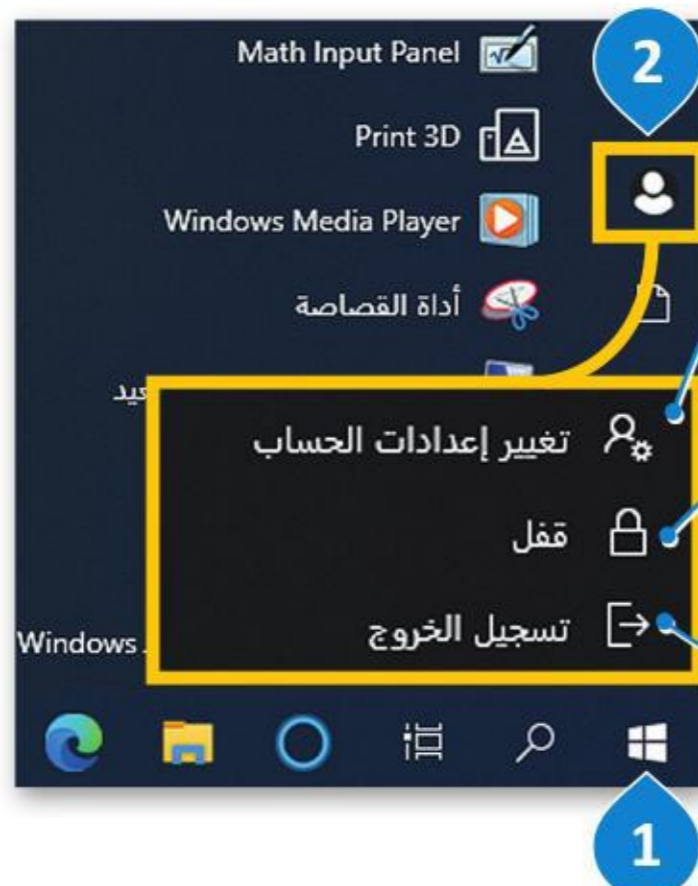 2
Math Input Panel
Print 3D
Windows Media Player
أداة القصاصة
عيد
تغيير إعدادات الحساب
قفل
تسجيل الخروج
Windows
1